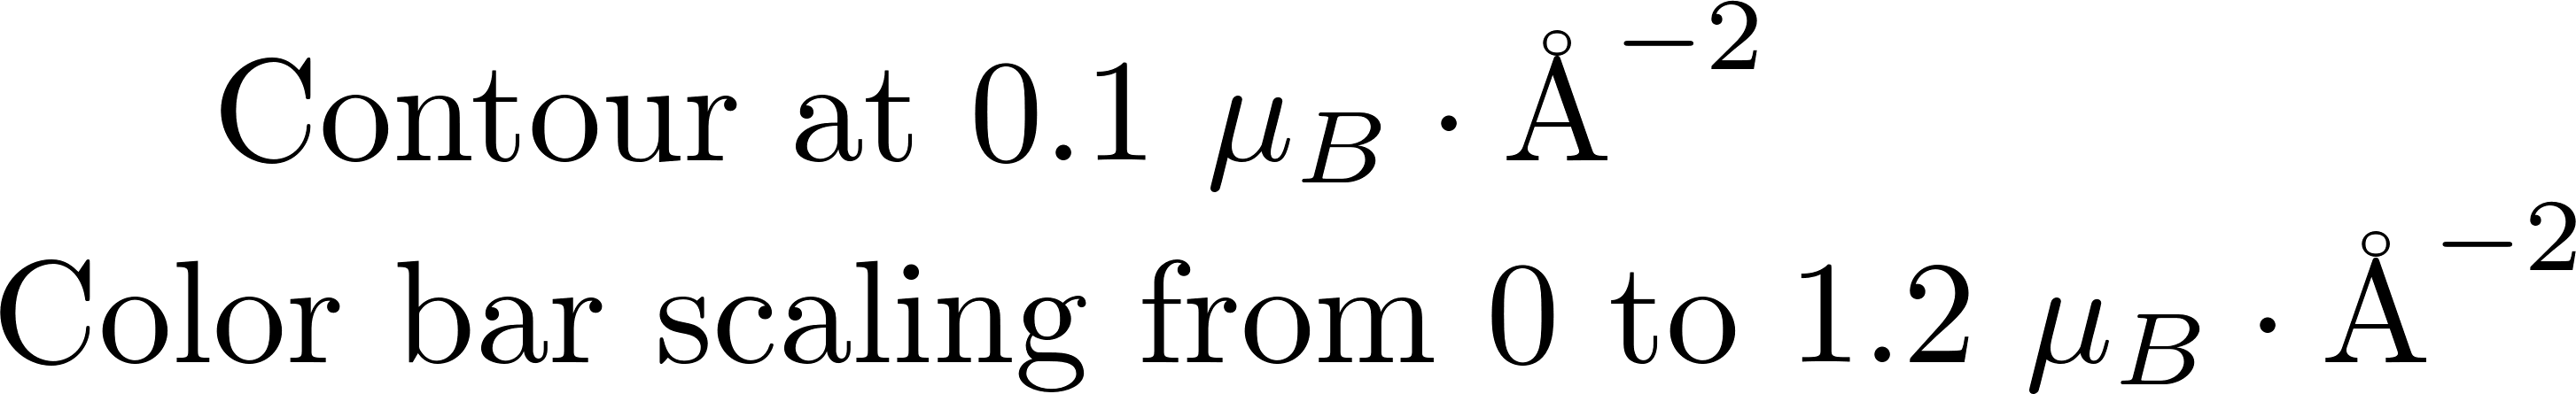 Contour at 0.1 μ_B · Å^{−2}
Color bar scaling from 0 to 1.2 μ_B · Å^{−2}